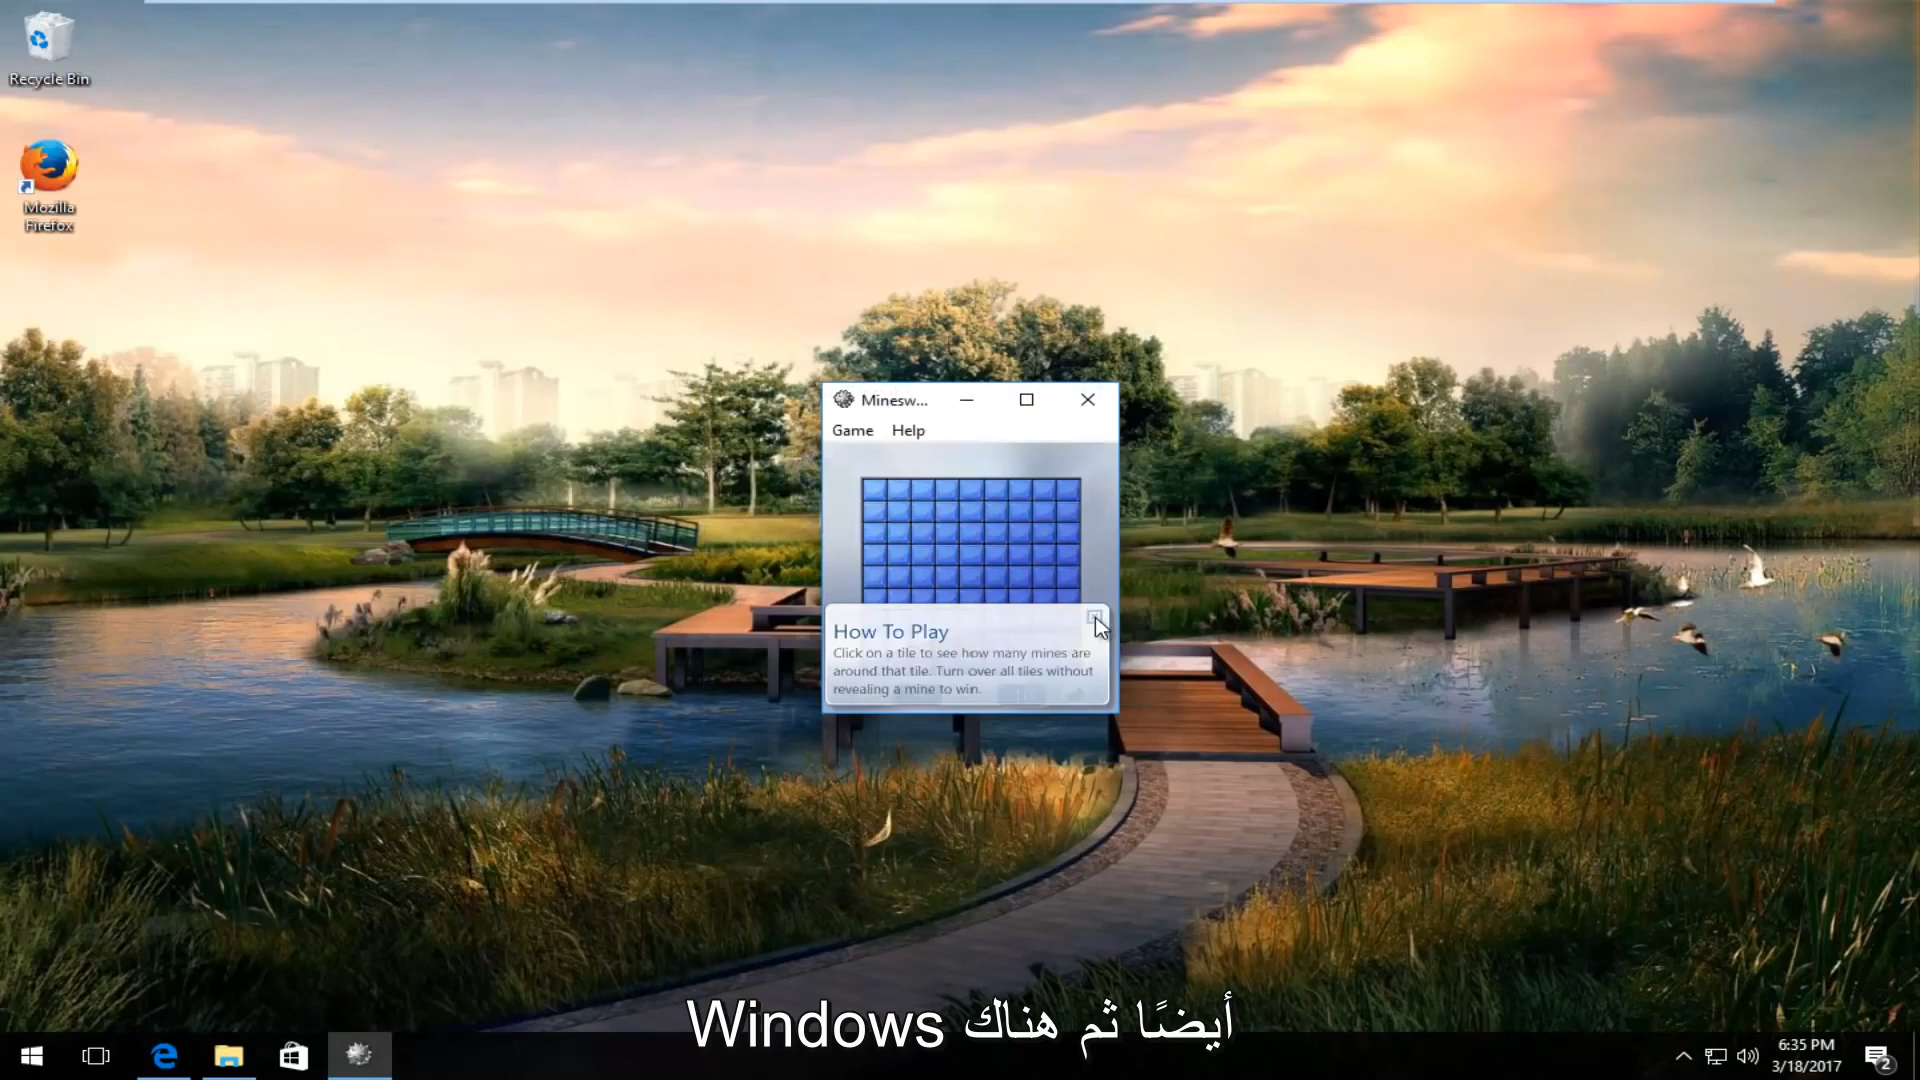 Recycle Bin
Mozilla
Firefox
Minesw...
Game Help
How To Play
Click on a tile to see how many mines are
around that tile. Turn over all tiles without
revealing a mine to win.
أيضًا ثم هناك Windows
6:35 PM
3/18/2017
2